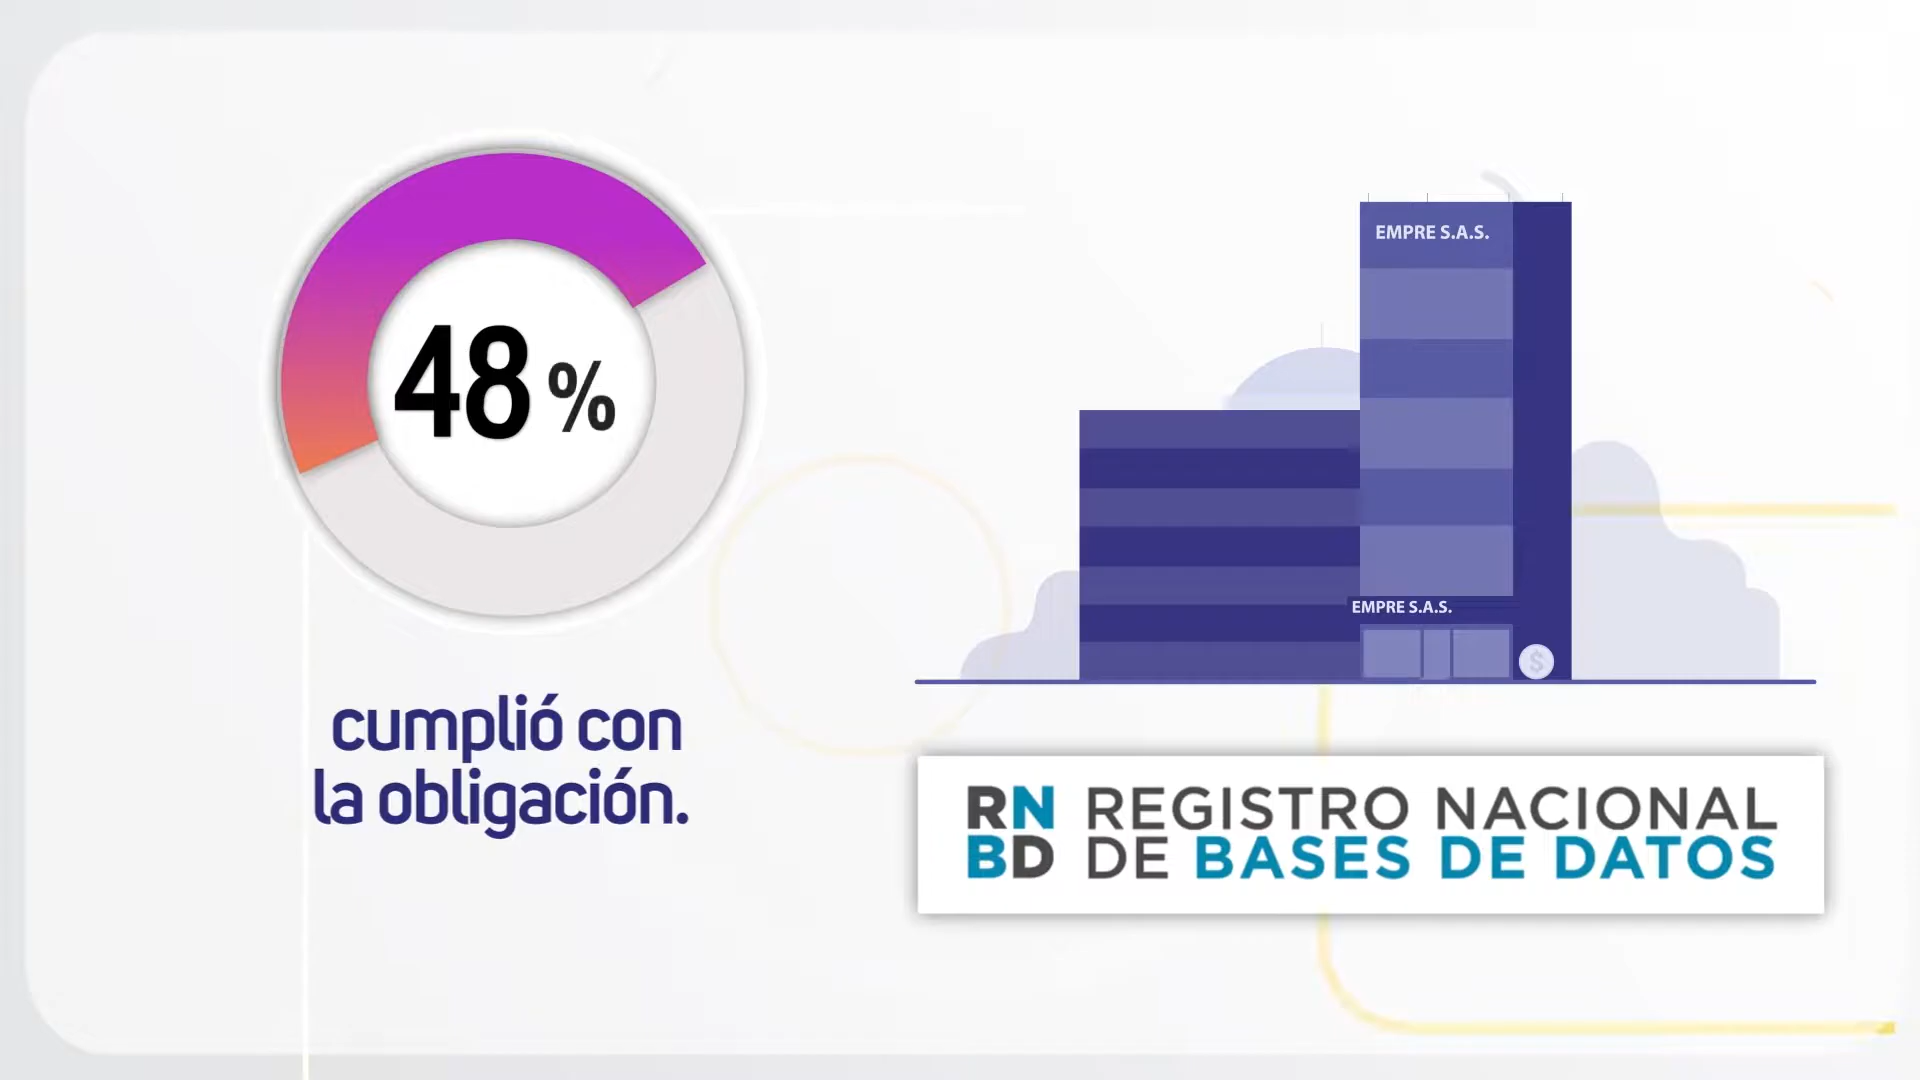 48 %
cumplió con
la obligación.
EMPRE S.A.S.
EMPRE S.A.S.
$
RN
BD
REGISTRO NACIONAL
DE BASES DE DATOS